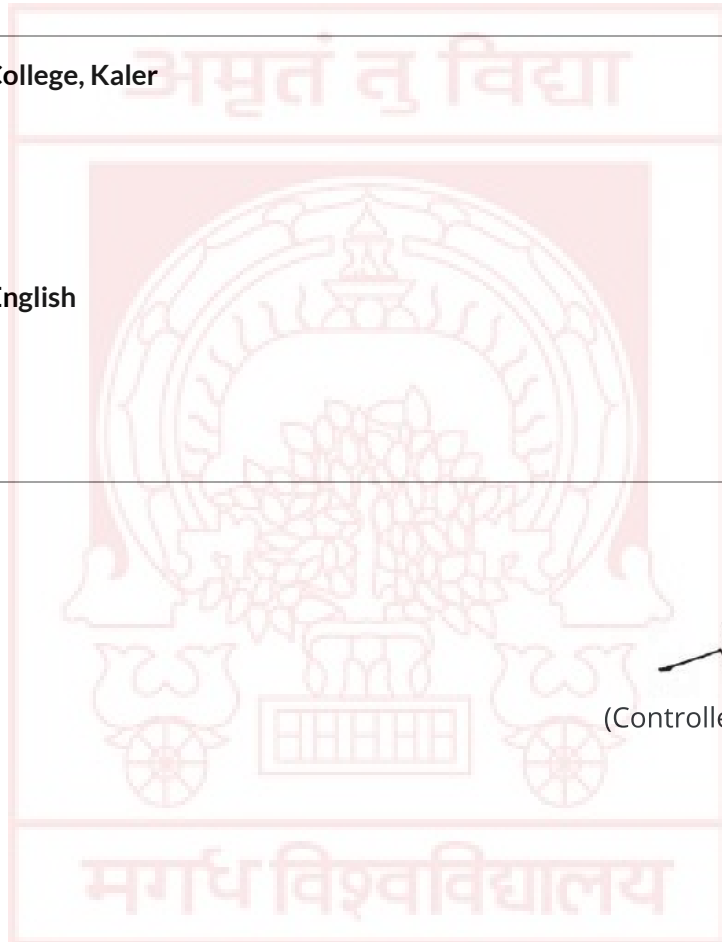 अमृतं तु विद्या
College, Kaler
English
(Controlle
मगध विश्वविद्यालय